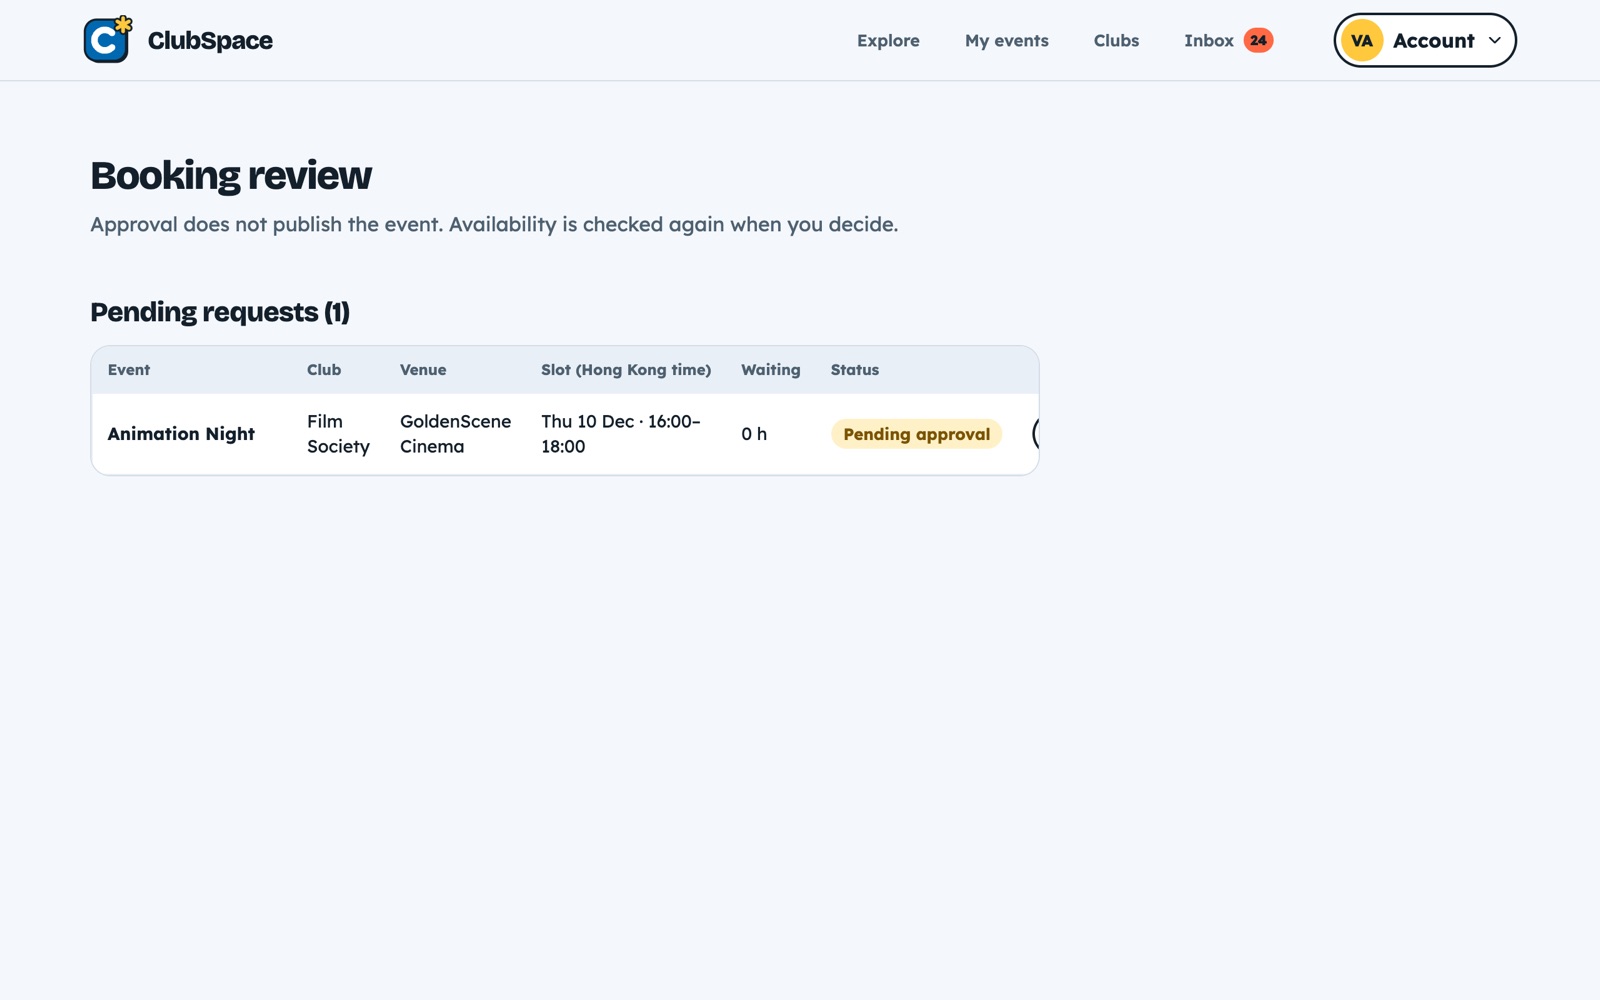 ClubSpace
Explore
My events
Clubs
Inbox 24
VA Account
Booking review
Approval does not publish the event. Availability is checked again when you decide.
Pending requests (1)
Event Club Venue Slot (Hong Kong time) Waiting Status
Animation Night Film Society GoldenScene Cinema Thu 10 Dec · 16:00–18:00 0 h Pending approval